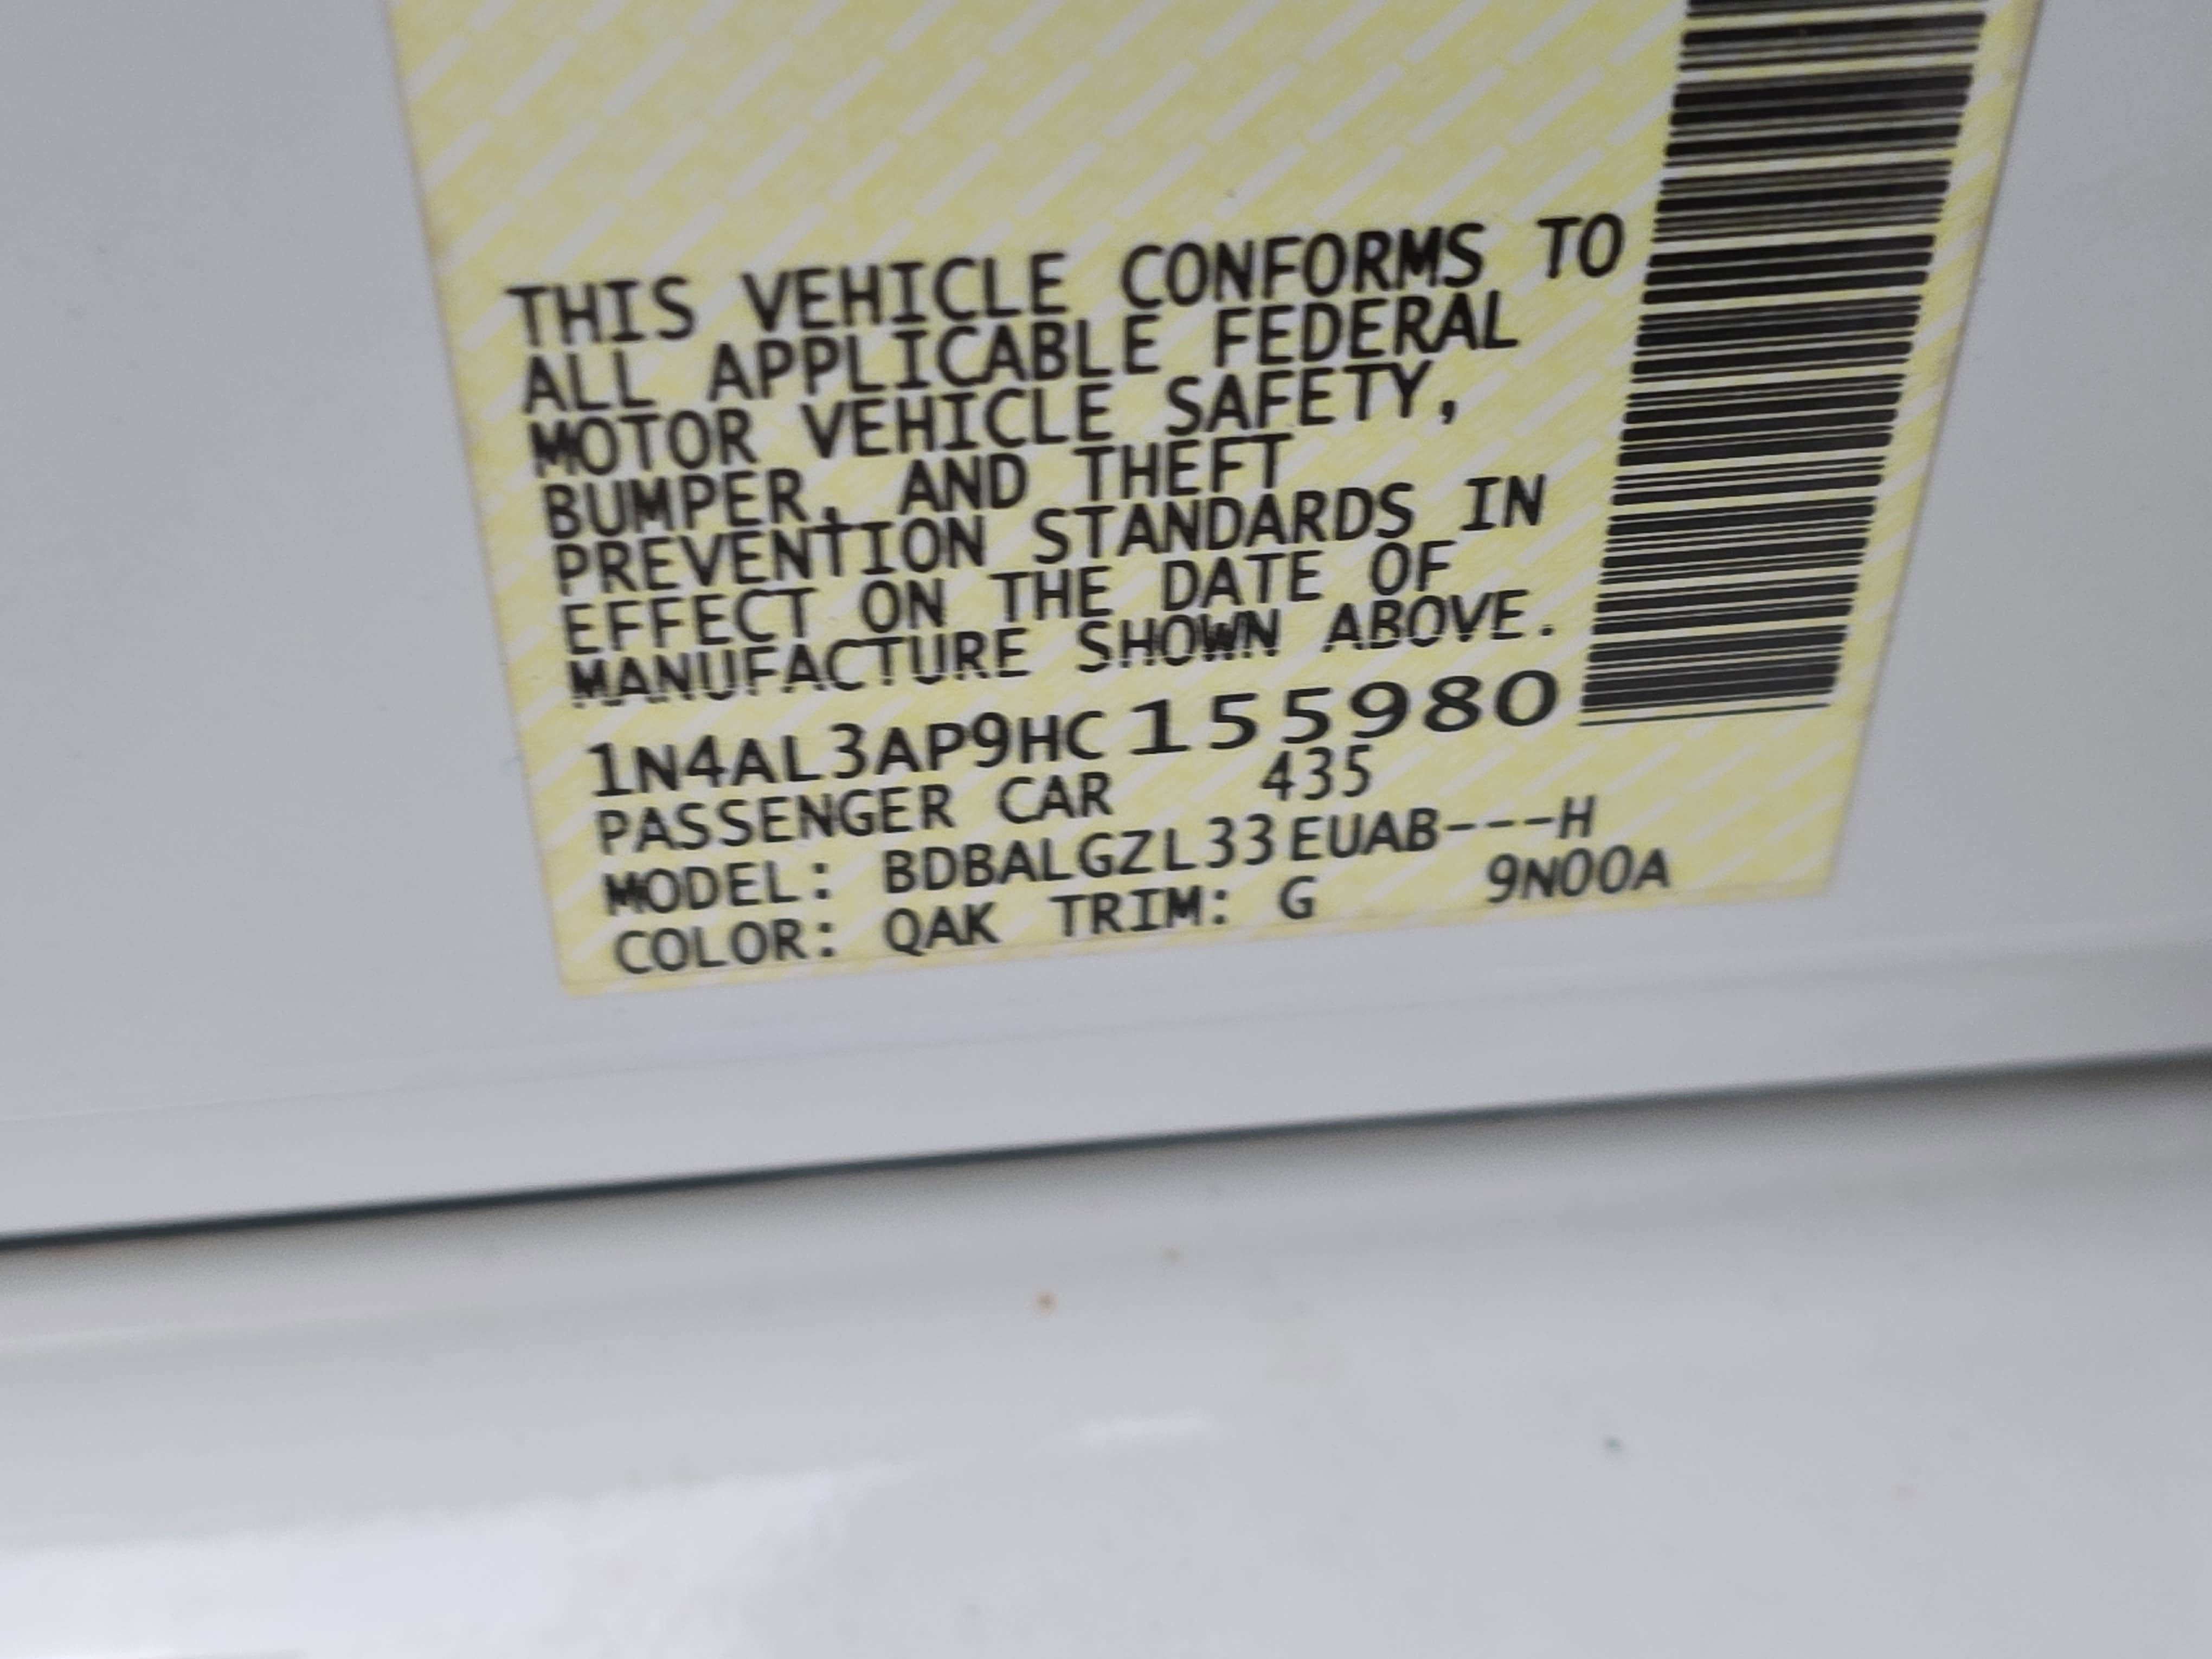 THIS VEHICLE CONFORMS TO
ALL APPLICABLE FEDERAL
MOTOR VEHICLE SAFETY,
BUMPER, AND THEFT
PREVENTION STANDARDS IN
EFFECT ON THE DATE OF
MANUFACTURE SHOWN ABOVE.
1N4AL3AP9HC155980
PASSENGER CAR 435
MODEL: BDBALGZL33EUAB---H
COLOR: QAK TRIM: G 9N00A